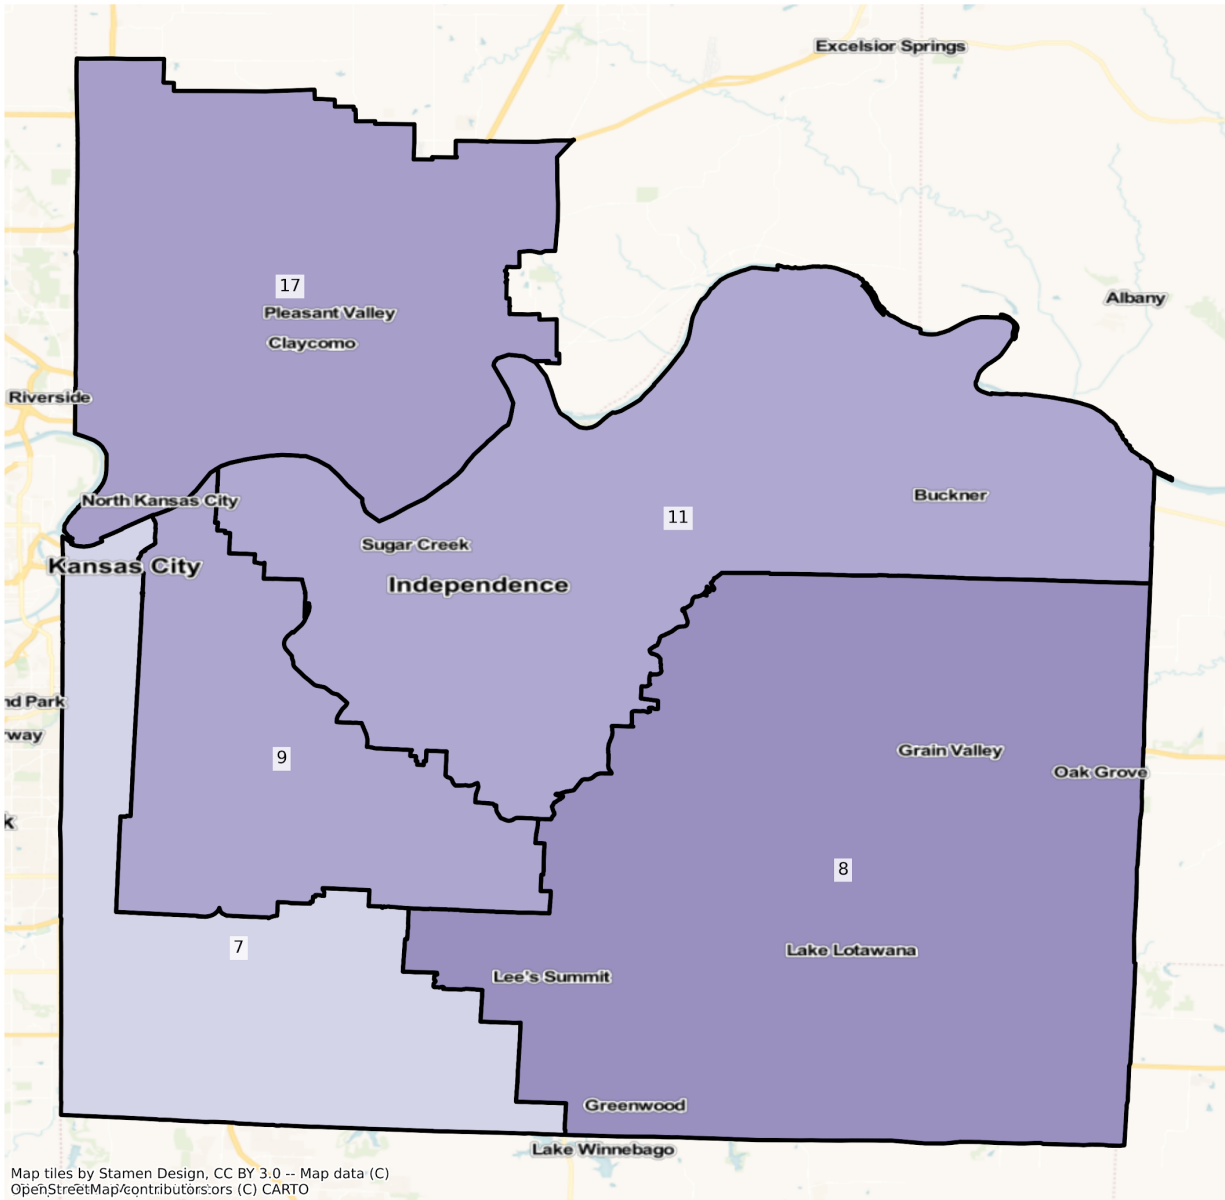 Excelsior Springs
17
Albany
Pleasant Valley
Claycomo
Riverside
North Kansas City
Buckner
11
Sugar Creek
Kansas City
Independence
nd Park
way
Grain Valley
9
Oak Grove
k
8
7
Lake Lotawana
Lee's Summit
Greenwood
Lake Winnebago
Map tiles by Stamen Design, CC BY 3.0 -- Map data (C)
OpenStreetMap contributors (C) CARTO